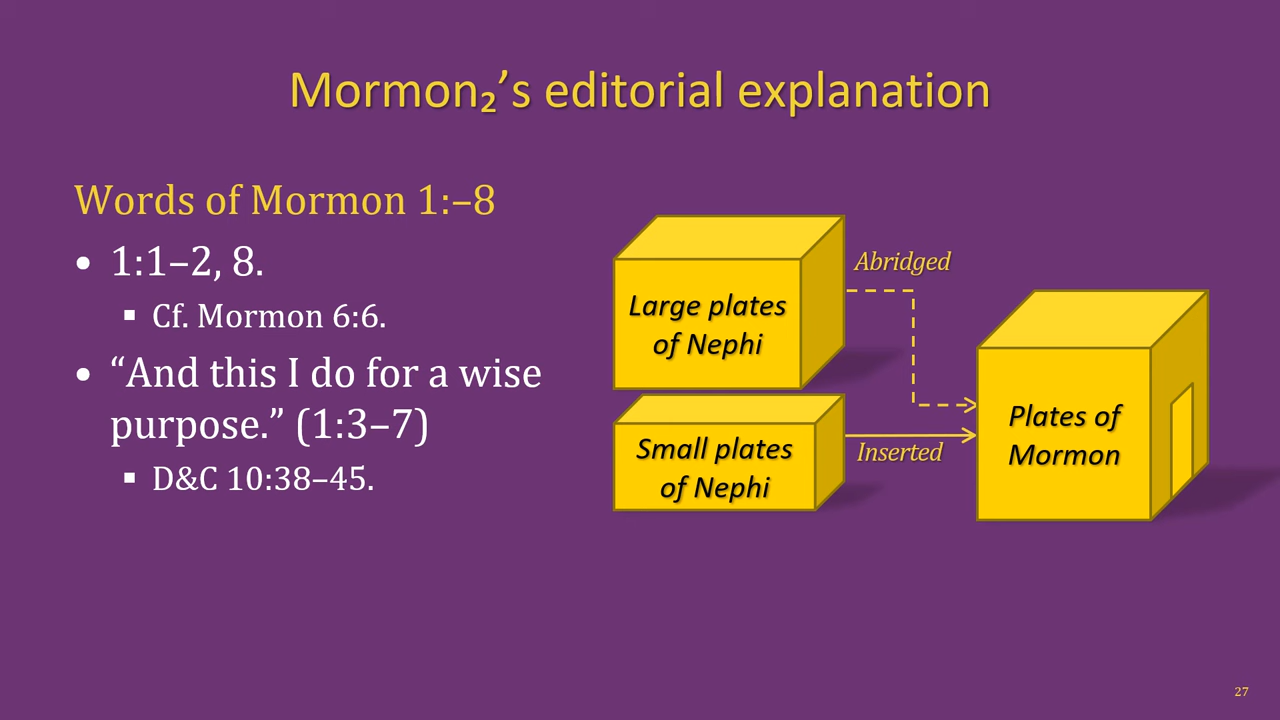 Mormon₂’s editorial explanation
Words of Mormon 1:–8
• 1:1–2, 8.
▪ Cf. Mormon 6:6.
• “And this I do for a wise
purpose.” (1:3–7)
▪ D&C 10:38–45.
Large plates
of Nephi
Abridged
Small plates
of Nephi
Inserted
Plates of
Mormon
27